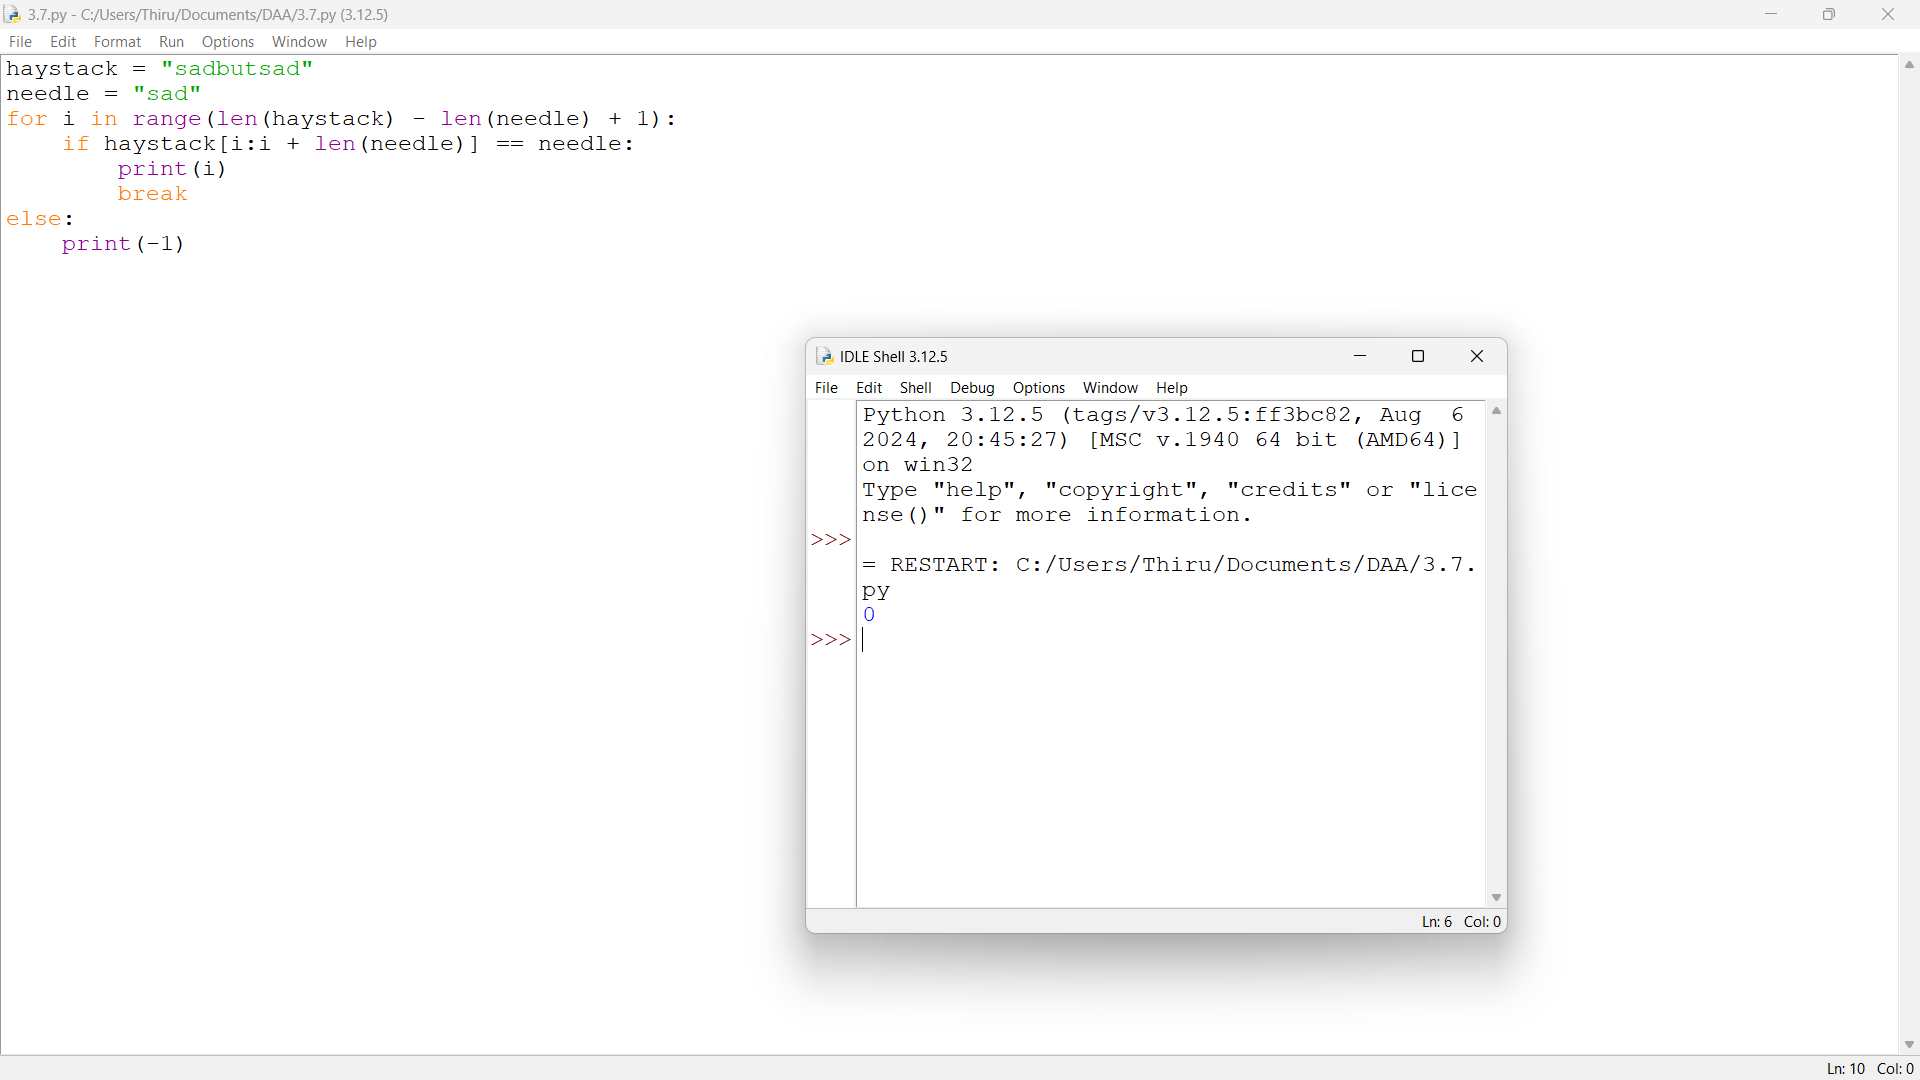 3.7.py - C:/Users/Thiru/Documents/DAA/3.7.py (3.12.5)
File Edit Format Run Options Window Help
haystack = "sadbutsad"
needle = "sad"
for i in range(len(haystack) - len(needle) + 1):
    if haystack[i:i + len(needle)] == needle:
        print(i)
        break
else:
    print(-1)
IDLE Shell 3.12.5
File Edit Shell Debug Options Window Help
Python 3.12.5 (tags/v3.12.5:ff3bc82, Aug  6
2024, 20:45:27) [MSC v.1940 64 bit (AMD64)]
on win32
Type "help", "copyright", "credits" or "lice
nse()" for more information.
>>>
= RESTART: C:/Users/Thiru/Documents/DAA/3.7.
py
0
>>>
Ln: 6 Col: 0
Ln: 10 Col: 0